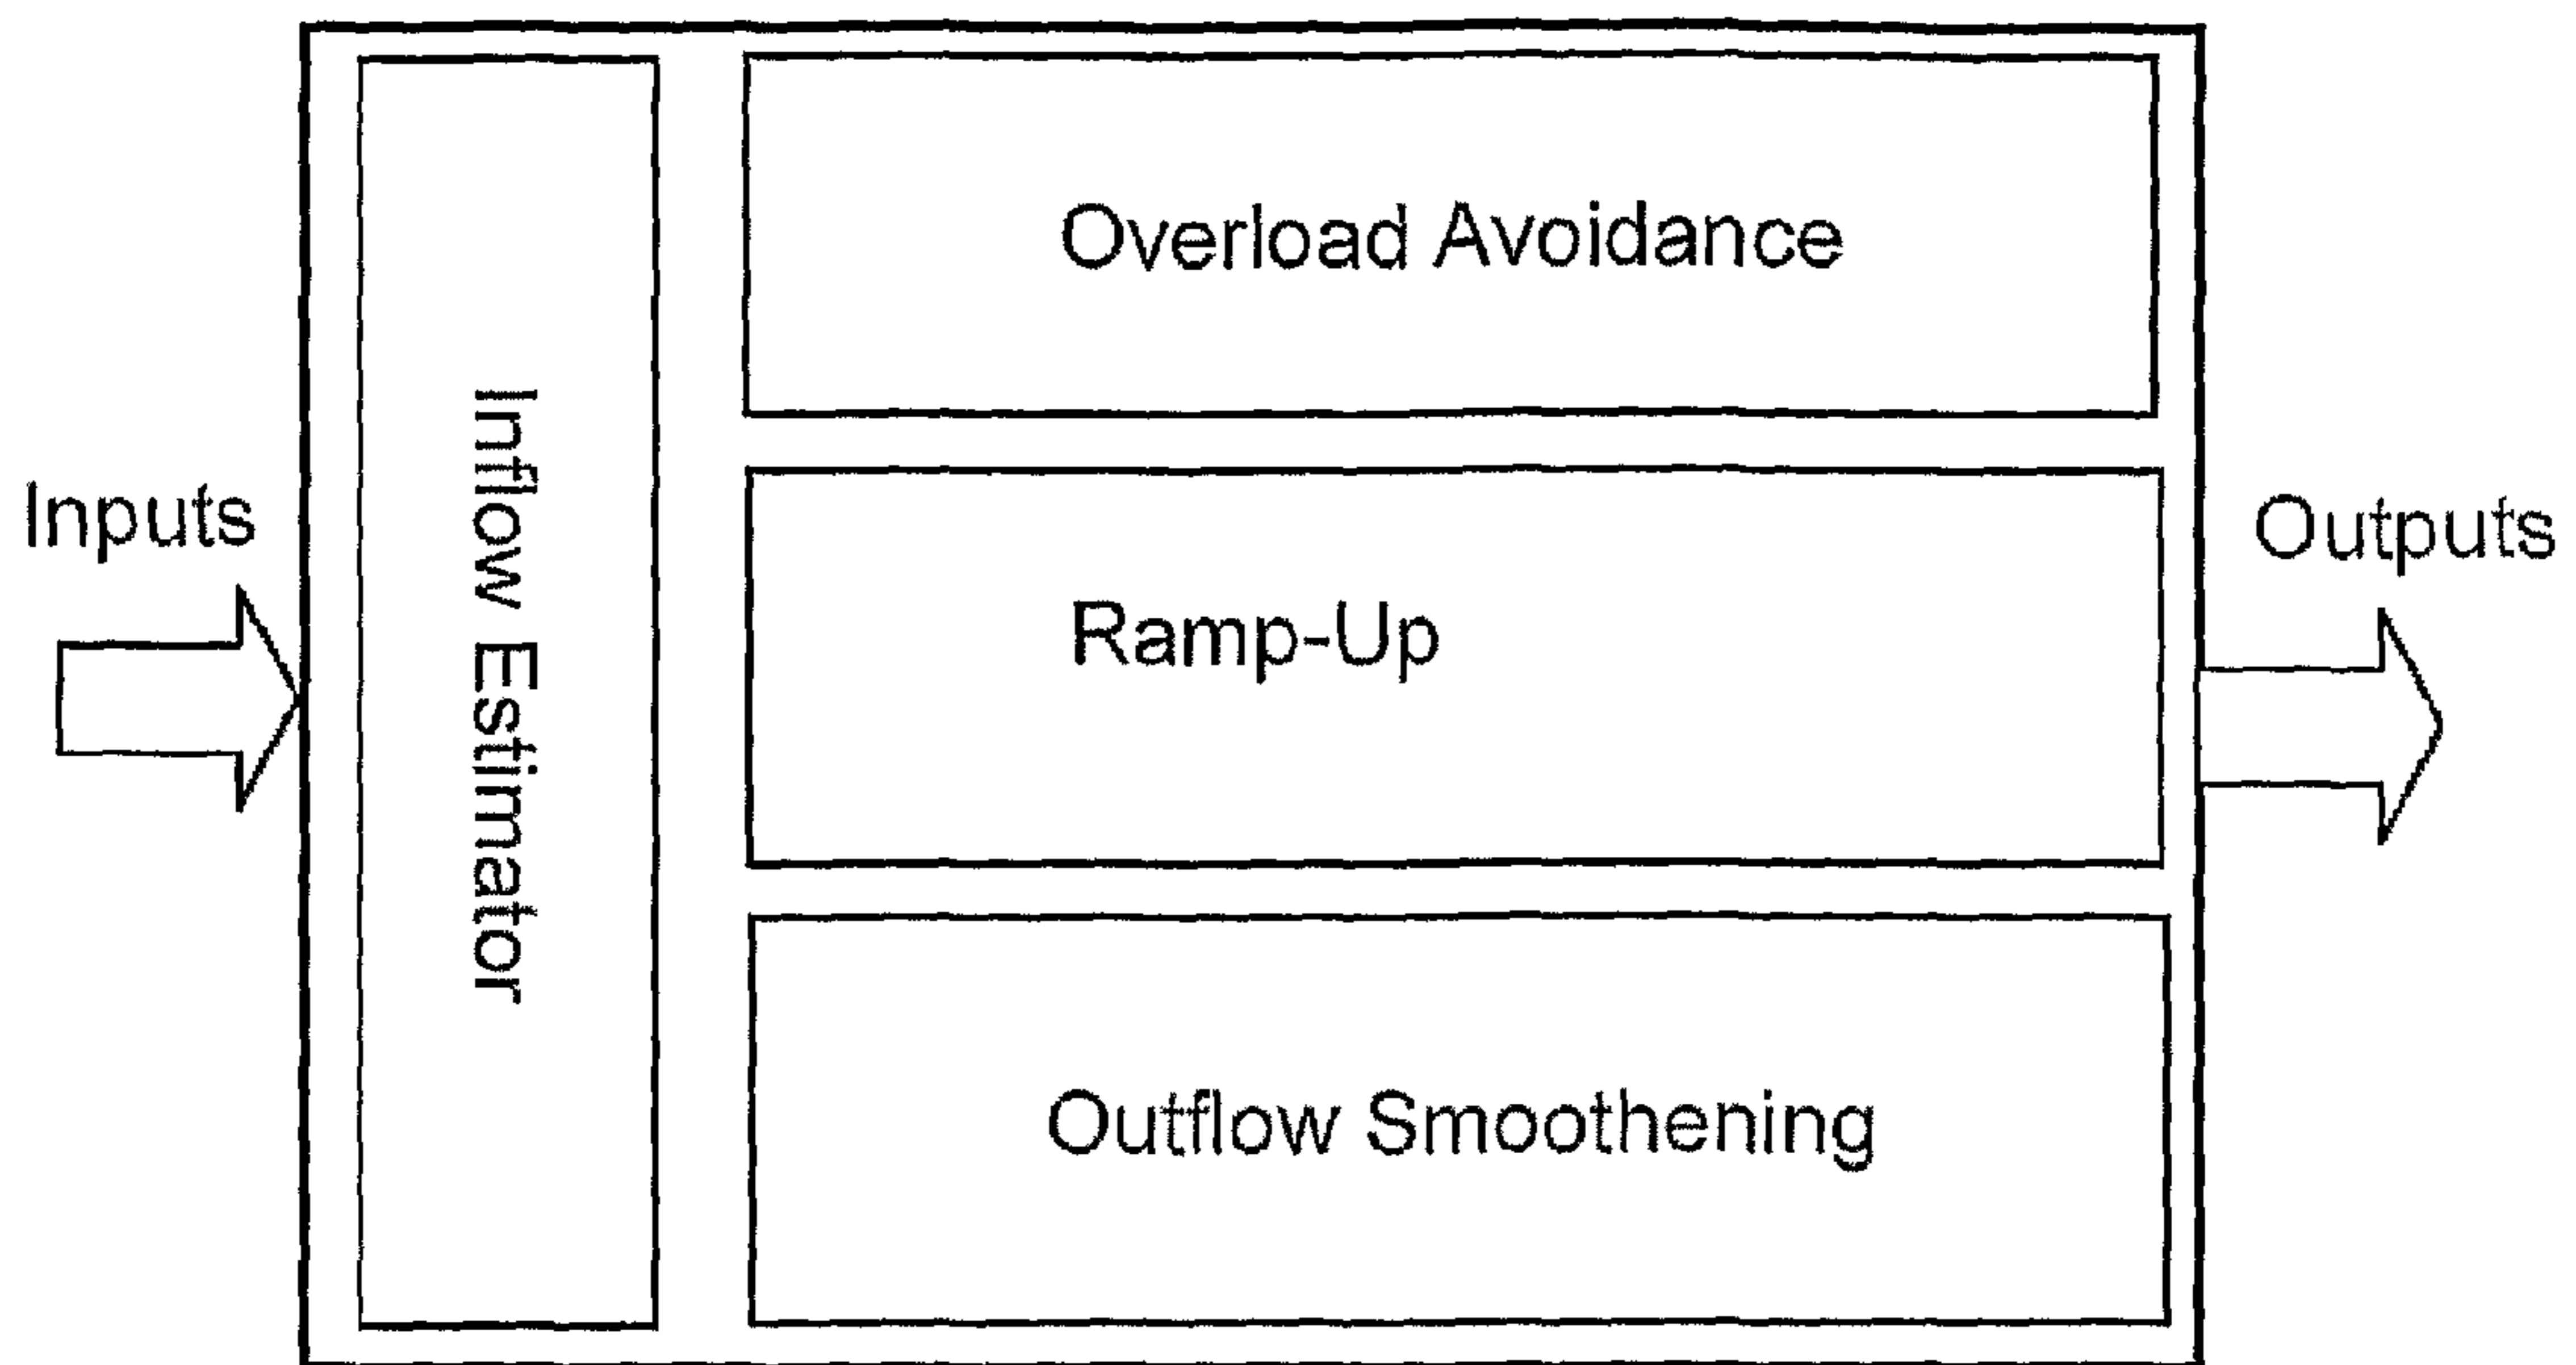 Inputs
Inflow Estimator
Overload Avoidance
Ramp-Up
Outflow Smoothening
Outputs